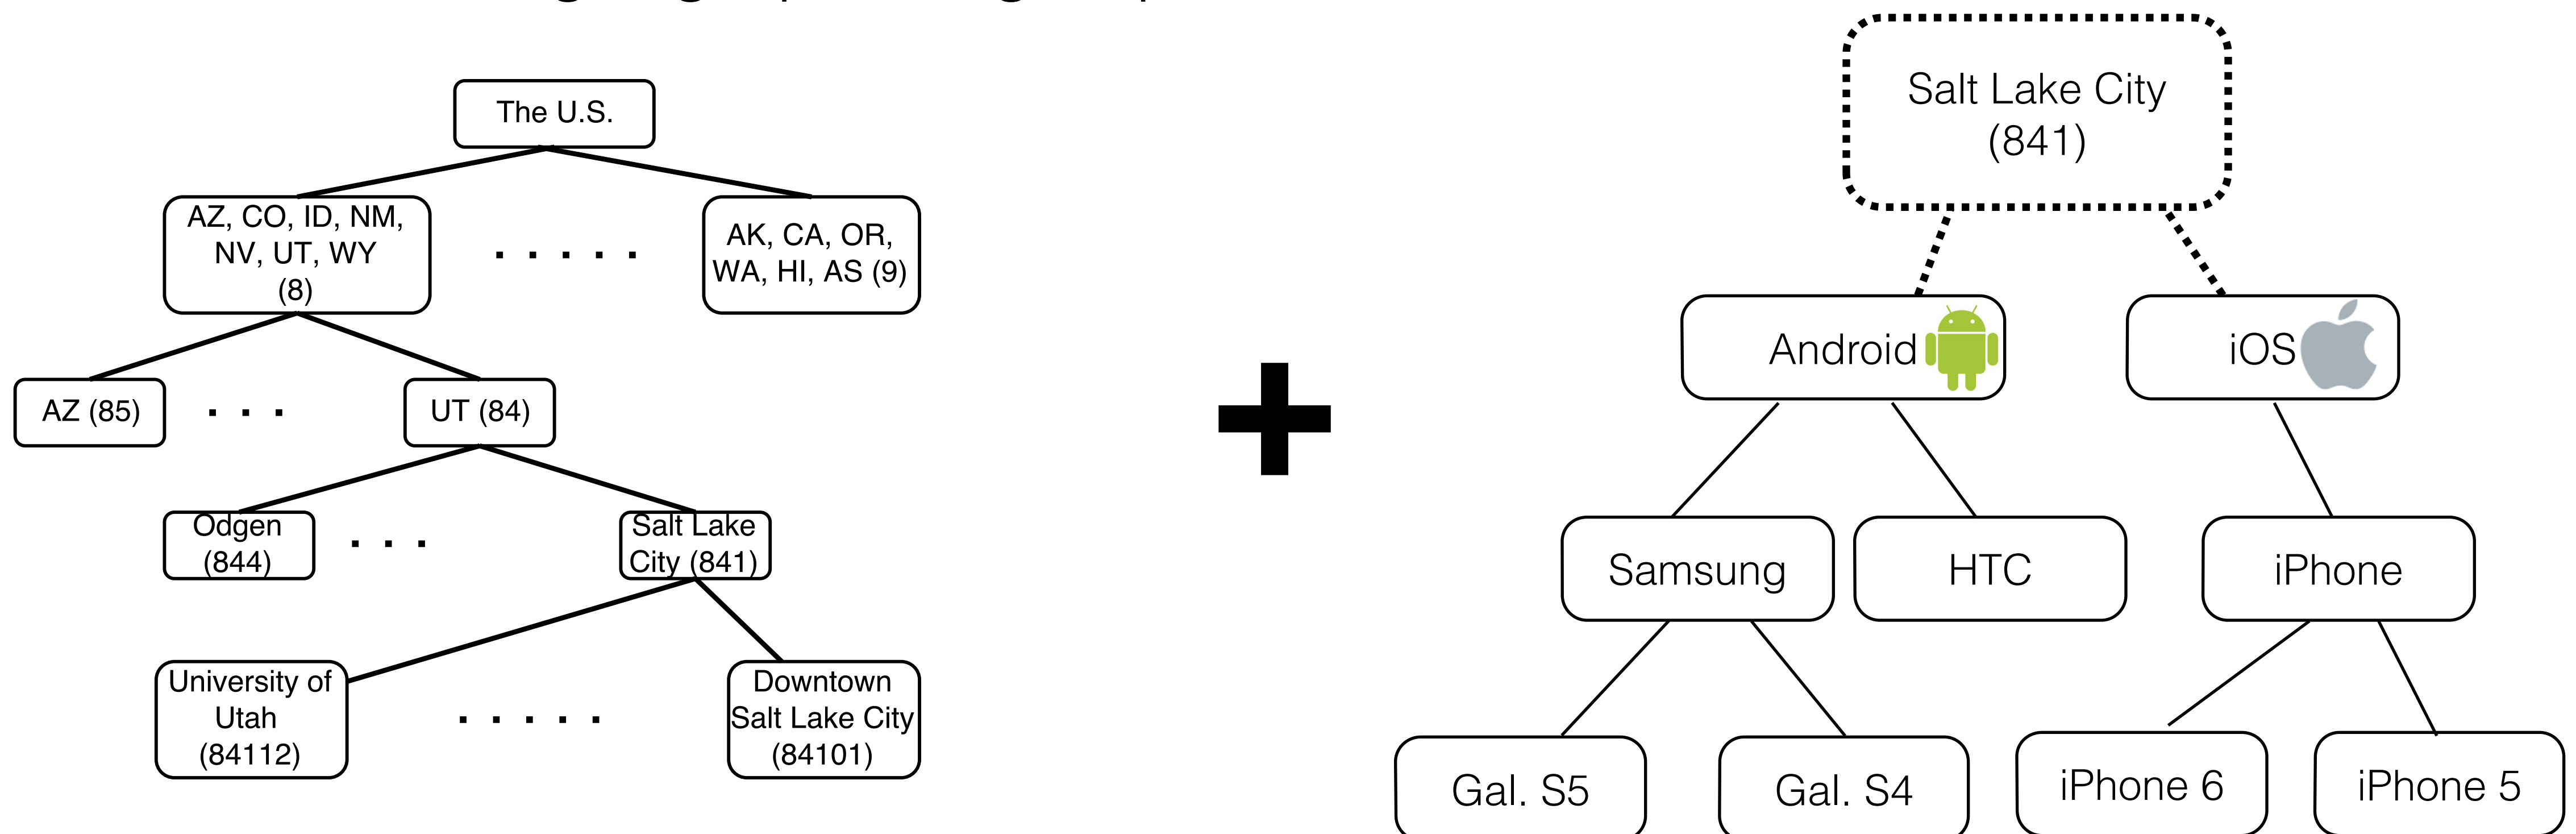 The U.S.
AZ, CO, ID, NM,
NV, UT, WY
(8)
AK, CA, OR,
WA, HI, AS (9)
AZ (85)
UT (84)
Odgen
(844)
Salt Lake
City (841)
University of
Utah
(84112)
Downtown
Salt Lake City
(84101)
Salt Lake City
(841)
Android
iOS
Samsung
HTC
iPhone
Gal. S5
Gal. S4
iPhone 6
iPhone 5